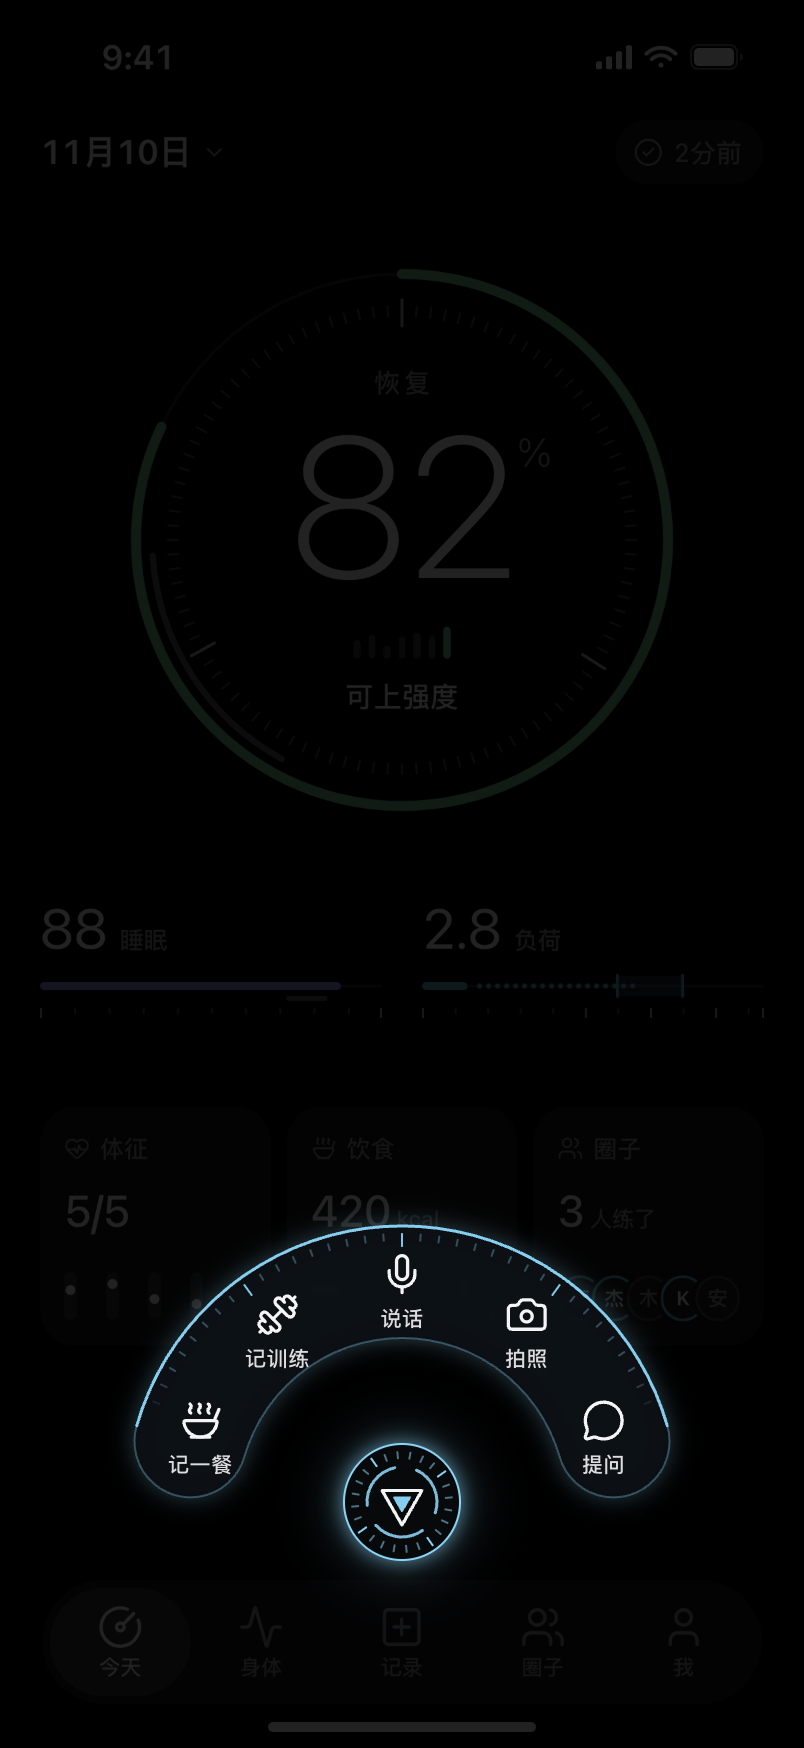 9:41
11月10日
2分前
恢复
82%
可上强度
88 睡眠
2.8 负荷
体征
饮食
圈子
5/5
420 kcal
3 人练了
杰 木 K 安
说话
记训练
拍照
记一餐
提问
今天
身体
记录
圈子
我